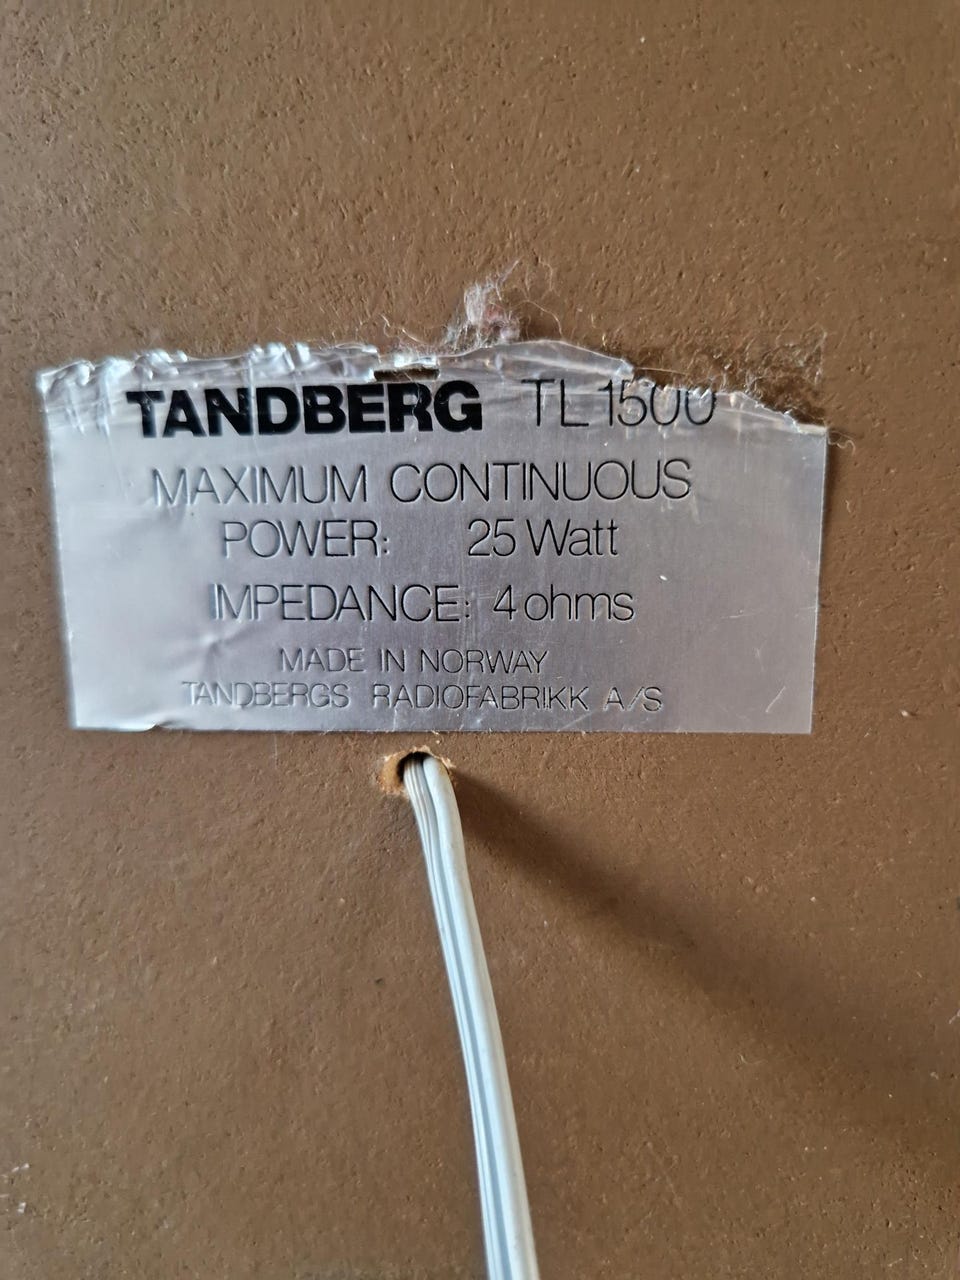 TANDBERG TL 1500
MAXIMUM CONTINUOUS
POWER: 25 Watt
IMPEDANCE: 4 ohms
MADE IN NORWAY
TANDBERGS RADIOFABRIKK A/S